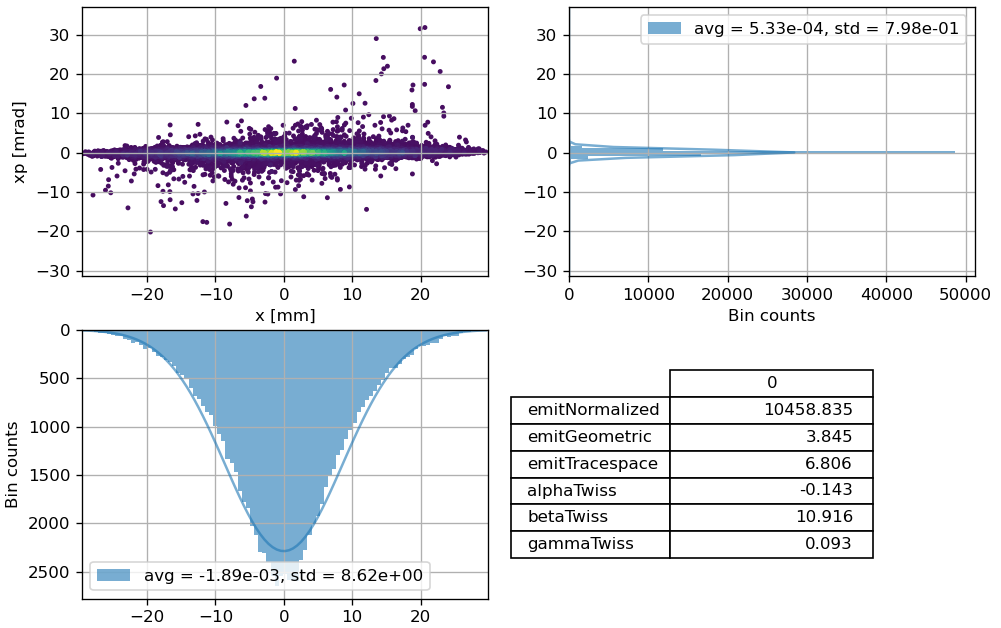 30
20
10
0
−10
−20
−30
xp [mrad]
−20 −10 0 10 20
x [mm]
avg = 5.33e-04, std = 7.98e-01
30
20
10
0
−10
−20
−30
0 10000 20000 30000 40000 50000
Bin counts
0
500
1000
1500
2000
2500
Bin counts
avg = -1.89e-03, std = 8.62e+00
−20 −10 0 10 20
0
emitNormalized 10458.835
emitGeometric 3.845
emitTracespace 6.806
alphaTwiss -0.143
betaTwiss 10.916
gammaTwiss 0.093